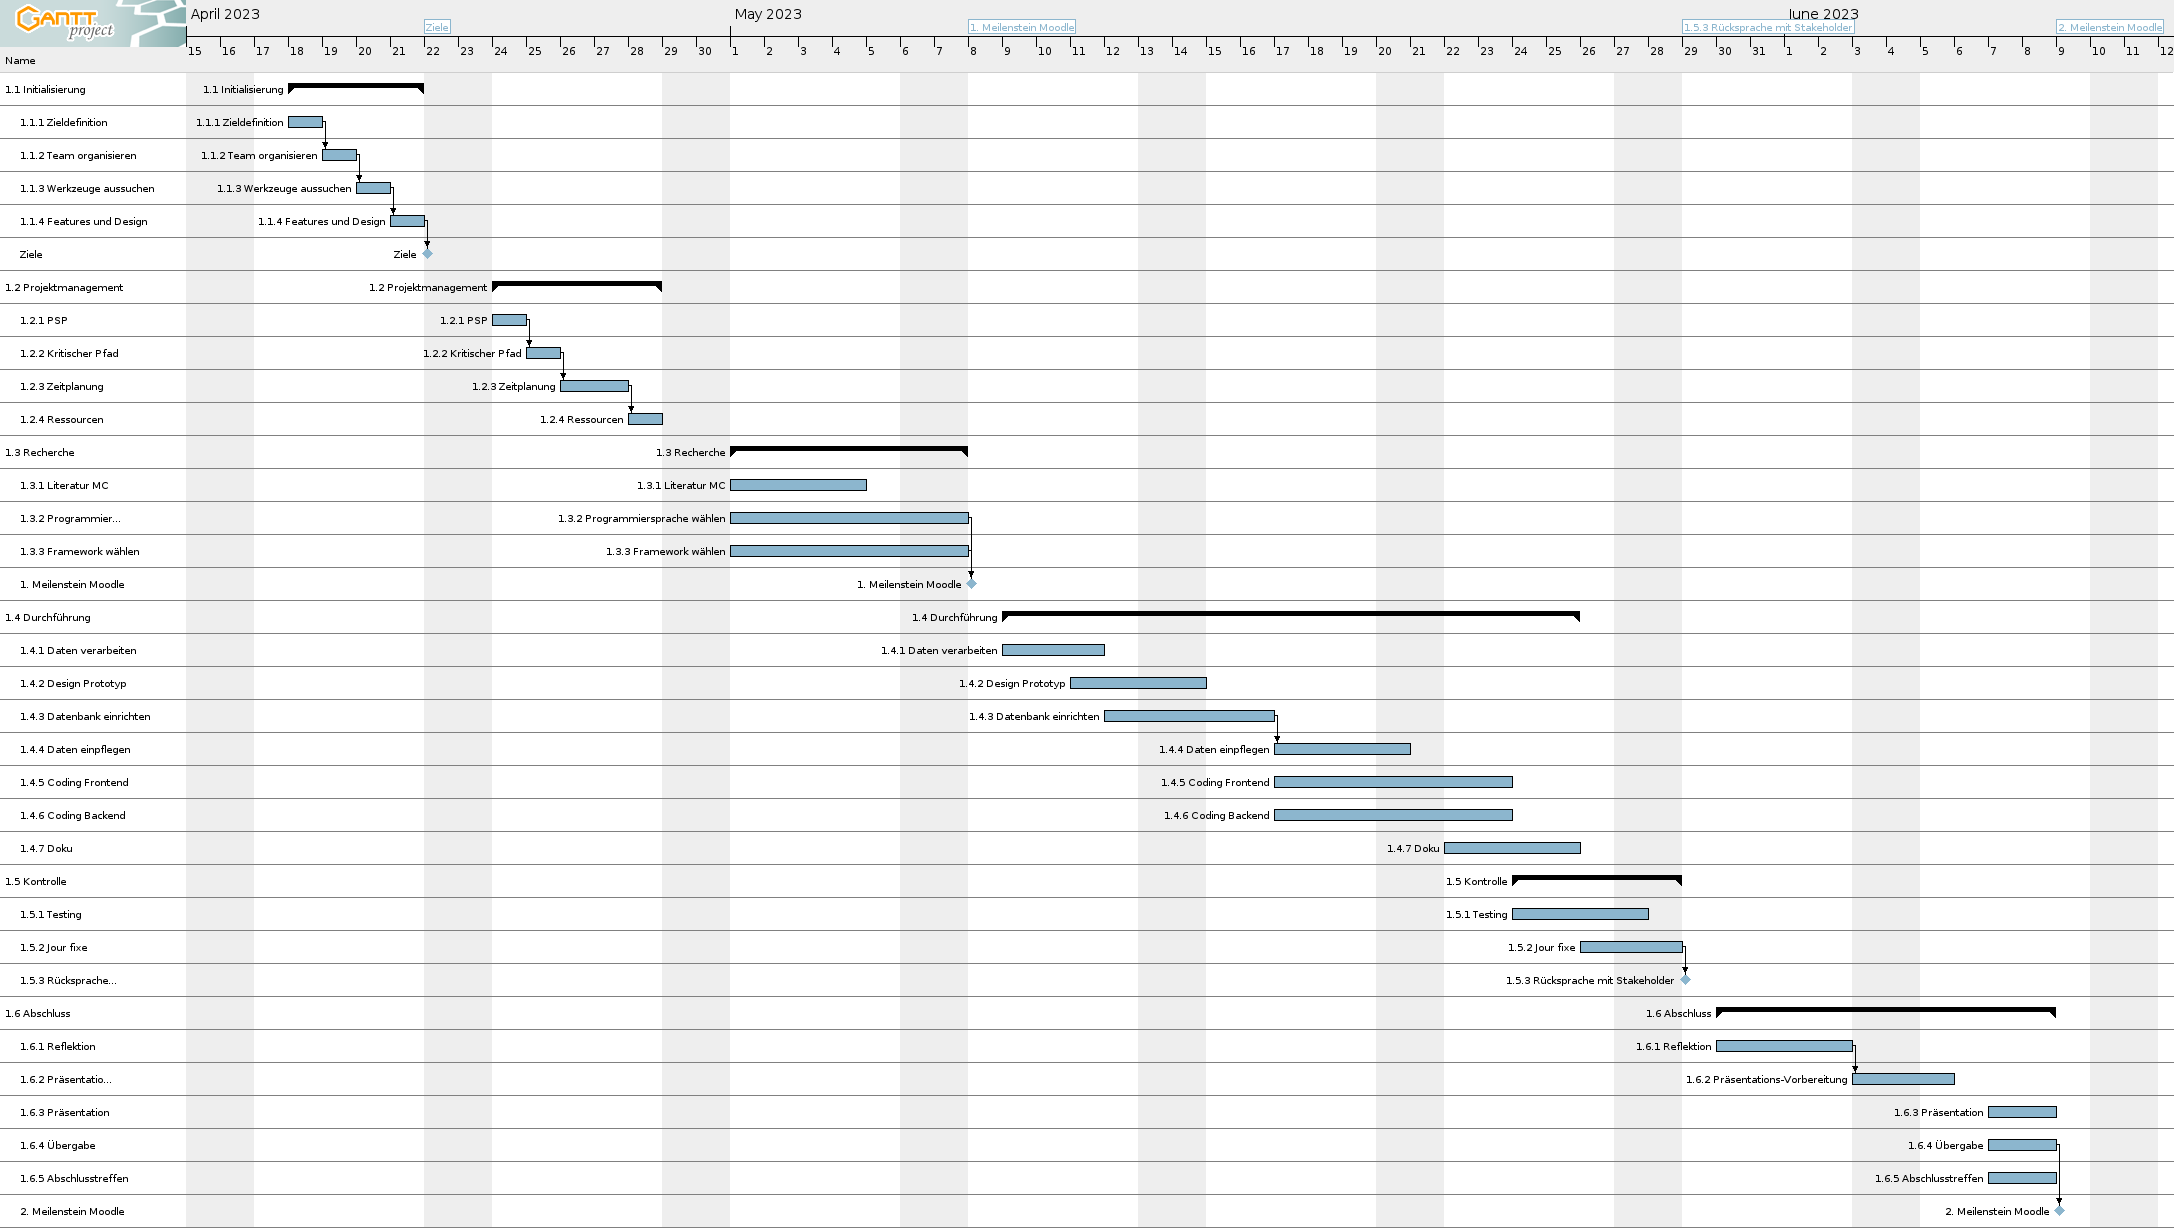 GANTT
project
April 2023
May 2023
June 2023
Ziele
1. Meilenstein Moodle
1.5.3 Rücksprache mit Stakeholder
2. Meilenstein Moodle
15 16 17 18 19 20 21 22 23 24 25 26 27 28 29 30 1 2 3 4 5 6 7 8 9 10 11 12 13 14 15 16 17 18 19 20 21 22 23 24 25 26 27 28 29 30 31 1 2 3 4 5 6 7 8 9 10 11 12
Name
1.1 Initialisierung 1.1 Initialisierung
1.1.1 Zieldefinition 1.1.1 Zieldefinition
1.1.2 Team organisieren 1.1.2 Team organisieren
1.1.3 Werkzeuge aussuchen 1.1.3 Werkzeuge aussuchen
1.1.4 Features und Design 1.1.4 Features und Design
Ziele Ziele
1.2 Projektmanagement 1.2 Projektmanagement
1.2.1 PSP 1.2.1 PSP
1.2.2 Kritischer Pfad 1.2.2 Kritischer Pfad
1.2.3 Zeitplanung 1.2.3 Zeitplanung
1.2.4 Ressourcen 1.2.4 Ressourcen
1.3 Recherche 1.3 Recherche
1.3.1 Literatur MC 1.3.1 Literatur MC
1.3.2 Programmier... 1.3.2 Programmiersprache wählen
1.3.3 Framework wählen 1.3.3 Framework wählen
1. Meilenstein Moodle 1. Meilenstein Moodle
1.4 Durchführung 1.4 Durchführung
1.4.1 Daten verarbeiten 1.4.1 Daten verarbeiten
1.4.2 Design Prototyp 1.4.2 Design Prototyp
1.4.3 Datenbank einrichten 1.4.3 Datenbank einrichten
1.4.4 Daten einpflegen 1.4.4 Daten einpflegen
1.4.5 Coding Frontend 1.4.5 Coding Frontend
1.4.6 Coding Backend 1.4.6 Coding Backend
1.4.7 Doku 1.4.7 Doku
1.5 Kontrolle 1.5 Kontrolle
1.5.1 Testing 1.5.1 Testing
1.5.2 Jour fixe 1.5.2 Jour fixe
1.5.3 Rücksprache... 1.5.3 Rücksprache mit Stakeholder
1.6 Abschluss 1.6 Abschluss
1.6.1 Reflektion 1.6.1 Reflektion
1.6.2 Präsentatio... 1.6.2 Präsentations-Vorbereitung
1.6.3 Präsentation 1.6.3 Präsentation
1.6.4 Übergabe 1.6.4 Übergabe
1.6.5 Abschlusstreffen 1.6.5 Abschlusstreffen
2. Meilenstein Moodle 2. Meilenstein Moodle